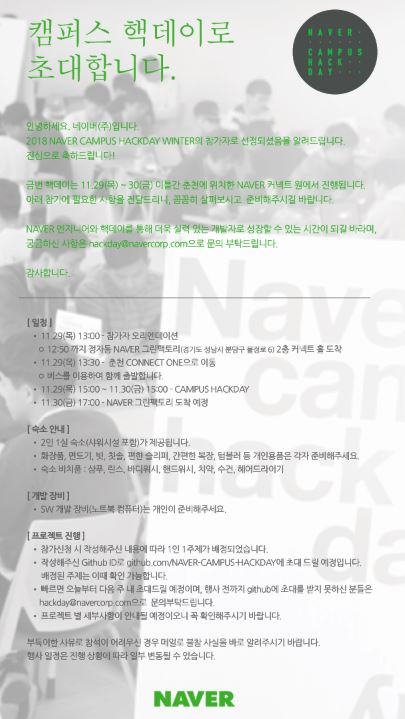 캠퍼스 핵데이로
초대합니다.
NAVER
CAMPUS
HACK
DAY
안녕하세요, 네이버(주)입니다.
2018 NAVER CAMPUS HACKDAY WINTER의 참가자로 선정되셨음을 알려드립니다.
진심으로 축하드립니다!
금번 핵데이는 11.29(목) ~ 30(금) 이틀간 춘천에 위치한 NAVER 커넥트 원에서 진행됩니다.
아래 참가에 필요한 사항을 전달드리니, 꼼꼼히 살펴보시고 준비해주시길 바랍니다.
NAVER 엔지니어와 핵데이를 통해 더욱 실력 있는 개발자로 성장할 수 있는 시간이 되길 바라며,
궁금하신 사항은 hackday@navercorp.com으로 문의 부탁드립니다.
감사합니다.
[ 일정 ]
• 11.29(목) 13:00 - 참가자 오리엔테이션
○ 12:50 까지 정자동 NAVER 그린팩토리(경기도 성남시 분당구 불정로 6) 2층 커넥트 홀 도착
• 11.29(목) 13:30 - 춘천 CONNECT ONE으로 이동
○ 버스를 이용하여 함께 출발합니다.
• 11.29(목) 15:00 ~ 11.30(금) 15:00 - CAMPUS HACKDAY
• 11.30(금) 17:00 - NAVER 그린팩토리 도착 예정
[ 숙소 안내 ]
• 2인 1실 숙소(샤워시설 포함)가 제공됩니다.
• 화장품, 면도기, 빗, 칫솔, 편한 슬리퍼, 간편한 복장, 텀블러 등 개인용품은 각자 준비해주세요.
• 숙소 비치품 : 샴푸, 린스, 바디워시, 핸드워시, 치약, 수건, 헤어드라이기
[ 개발 장비 ]
• SW 개발 장비(노트북 컴퓨터)는 개인이 준비해주세요.
[ 프로젝트 진행 ]
• 참가신청 시 작성해주신 내용에 따라 1인 1주제가 배정되었습니다.
• 작성해주신 Github ID로 github.com/NAVER-CAMPUS-HACKDAY에 초대 드릴 예정입니다.
배정된 주제는 이때 확인 가능합니다.
• 빠르면 오늘부터 다음 주 내 초대드릴 예정이며, 행사 전까지 github에 초대를 받지 못하신 분들은
hackday@navercorp.com으로 문의부탁드립니다.
• 프로젝트 별 세부사항이 안내될 예정이오니 꼭 확인해주시기 바랍니다.
부득이한 사유로 참석이 어려우신 경우 메일로 불참 사실을 바로 알려주시기 바랍니다.
행사 일정은 진행 상황에 따라 일부 변동될 수 있습니다.
Naver
campus
hack
day
NAVER